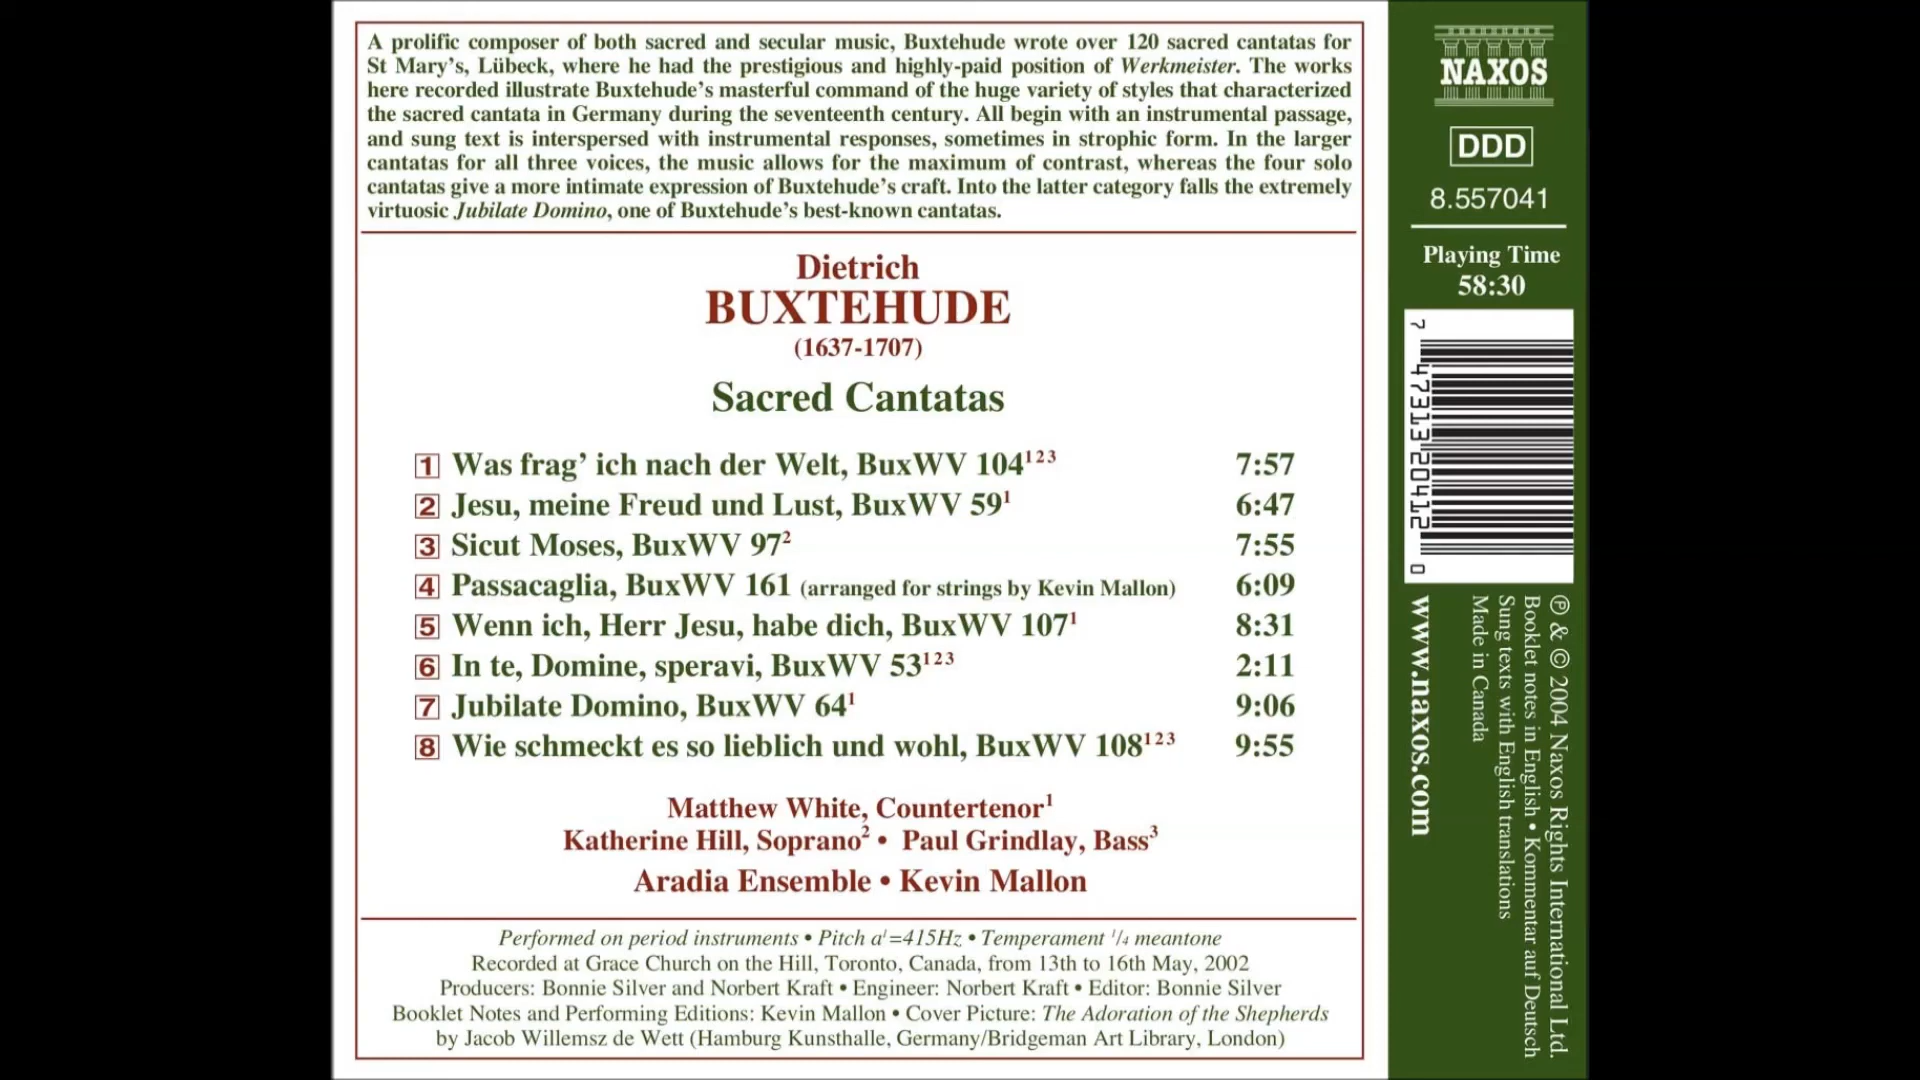 A prolific composer of both sacred and secular music, Buxtehude wrote over 120 sacred cantatas for
St Mary's, Lübeck, where he had the prestigious and highly-paid position of Werkmeister. The works
here recorded illustrate Buxtehude's masterful command of the huge variety of styles that characterized
the sacred cantata in Germany during the seventeenth century. All begin with an instrumental passage,
and sung text is interspersed with instrumental responses, sometimes in strophic form. In the larger
cantatas for all three voices, the music allows for the maximum of contrast, whereas the four solo
cantatas give a more intimate expression of Buxtehude's craft. Into the latter category falls the extremely
virtuosic Jubilate Domino, one of Buxtehude's best-known cantatas.
Dietrich
BUXTEHUDE
(1637-1707)
Sacred Cantatas
1 Was frag' ich nach der Welt, BuxWV 104¹ ² ³ 7:57
2 Jesu, meine Freud und Lust, BuxWV 59¹ 6:47
3 Sicut Moses, BuxWV 97² 7:55
4 Passacaglia, BuxWV 161 (arranged for strings by Kevin Mallon) 6:09
5 Wenn ich, Herr Jesu, habe dich, BuxWV 107¹ 8:31
6 In te, Domine, speravi, BuxWV 53¹ ² ³ 2:11
7 Jubilate Domino, BuxWV 64¹ 9:06
8 Wie schmeckt es so lieblich und wohl, BuxWV 108¹ ² ³ 9:55
Matthew White, Countertenor¹
Katherine Hill, Soprano² • Paul Grindlay, Bass³
Aradia Ensemble • Kevin Mallon
Performed on period instruments • Pitch a¹=415Hz • Temperament ¹/₄ meantone
Recorded at Grace Church on the Hill, Toronto, Canada, from 13th to 16th May, 2002
Producers: Bonnie Silver and Norbert Kraft • Engineer: Norbert Kraft • Editor: Bonnie Silver
Booklet Notes and Performing Editions: Kevin Mallon • Cover Picture: The Adoration of the Shepherds
by Jacob Willemsz de Wett (Hamburg Kunsthalle, Germany/Bridgeman Art Library, London)
NAXOS
DDD
8.557041
Playing Time
58:30
7 47313 20412 0
℗ & © 2004 Naxos Rights International Ltd.
Booklet notes in English • Kommentar auf Deutsch
Sung texts with English translations
Made in Canada
www.naxos.com